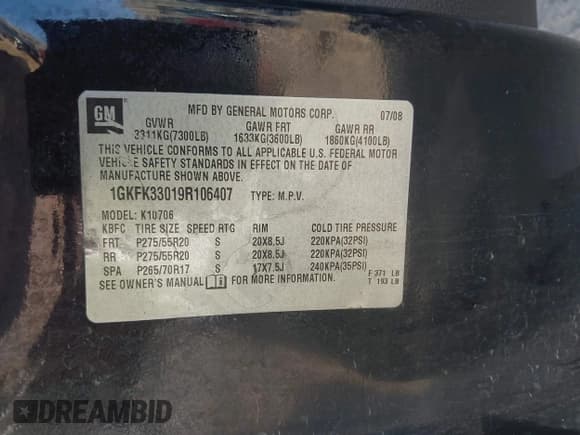 GM
MFD BY GENERAL MOTORS CORP. 07/08
GVWR GAWR FRT GAWR RR
3311KG(7300LB) 1633KG(3600LB) 1860KG(4100LB)
THIS VEHICLE CONFORMS TO ALL APPLICABLE U.S. FEDERAL MOTOR
VEHICLE SAFETY STANDARDS IN EFFECT ON THE DATE OF
MANUFACTURE SHOWN ABOVE.
1GKFK33019R106407 TYPE: M.P.V.
MODEL: K10706
KBFC TIRE SIZE SPEED RTG RIM COLD TIRE PRESSURE
FRT P275/55R20 S 20X8.5J 220KPA(32PSI)
RR P275/55R20 S 20X8.5J 220KPA(32PSI)
SPA P265/70R17 S 17X7.5J 240KPA(35PSI)
SEE OWNER'S MANUAL FOR MORE INFORMATION.
F 371 LB
T 193 LB
DREAMBID